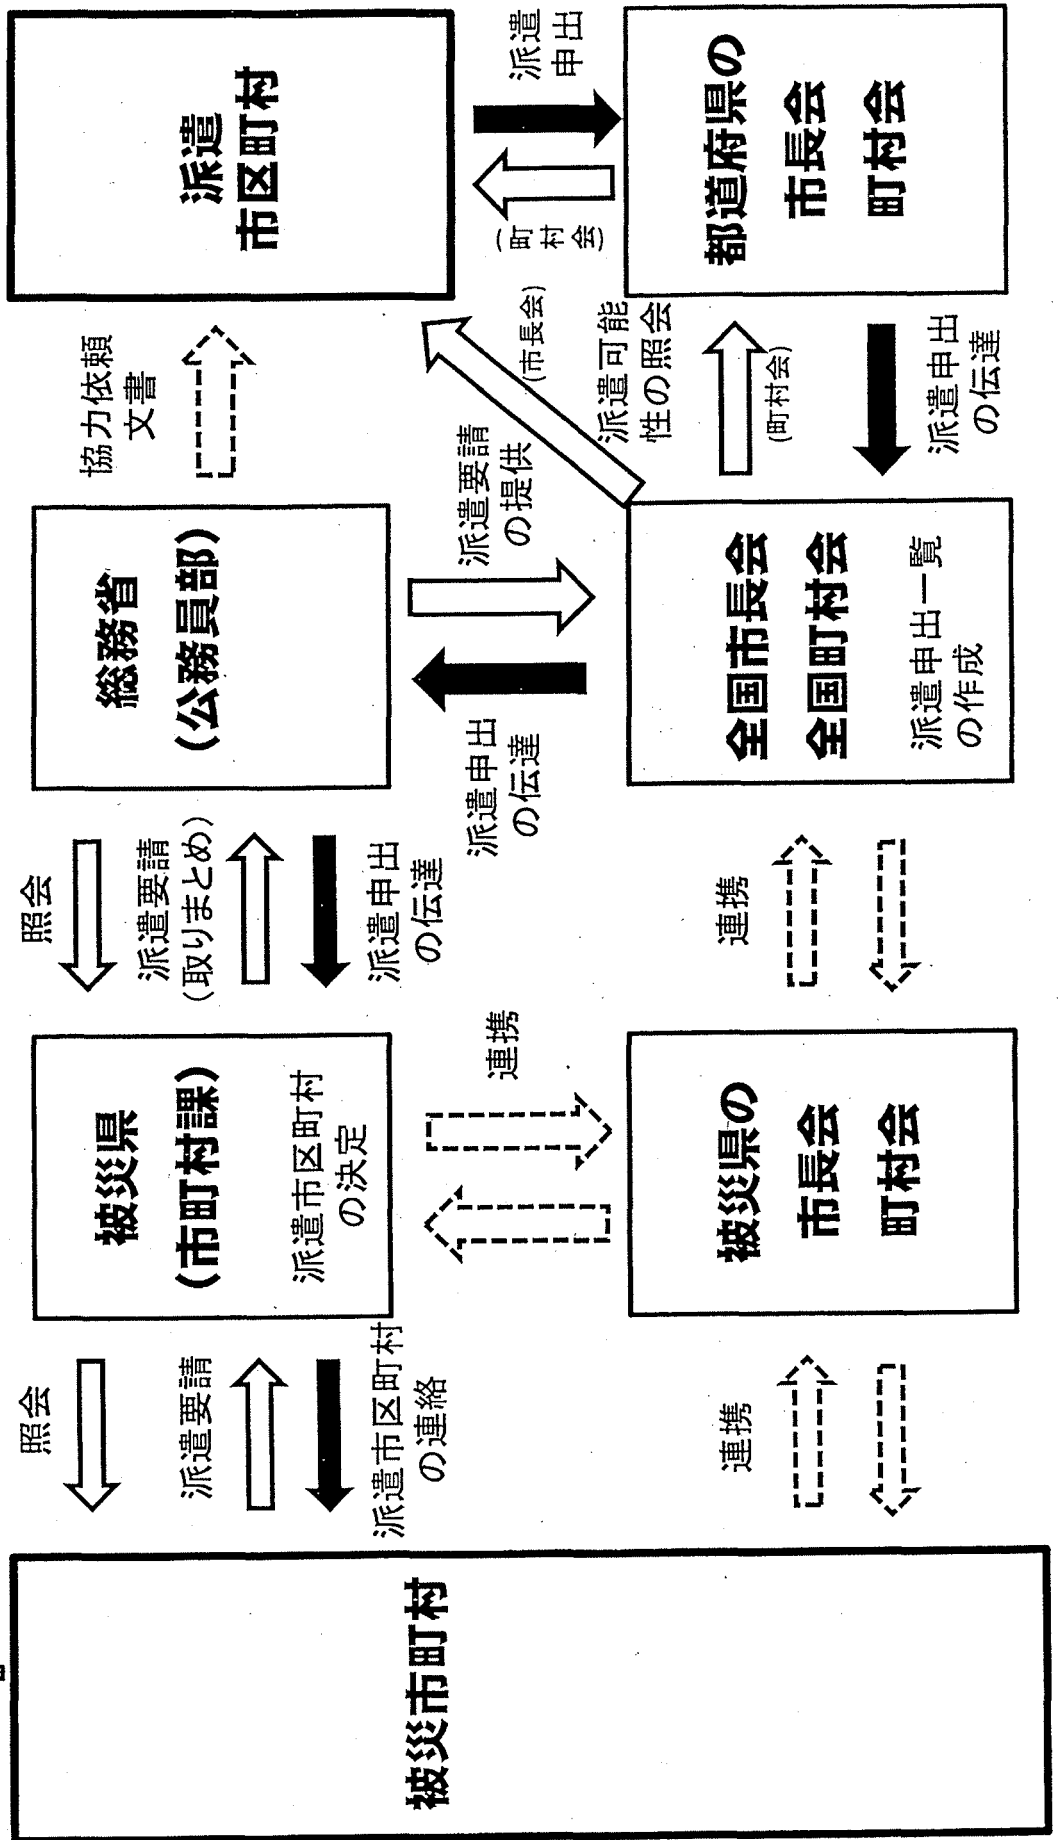 被災市町村
照会
派遣要請
派遣市区町村
の連絡
連携
被災県
(市町村課)
派遣市区町村
の決定
連携
被災県の
市長会
町村会
照会
派遣要請
(取りまとめ)
派遣申出
の伝達
連携
総務省
(公務員部)
派遣申出
の伝達
派遣要請
の提供
全国市長会
全国町村会
派遣申出一覧
の作成
協力依頼
文書
(市長会)
派遣可能
性の照会
(町村会)
派遣申出
の伝達
派遣
市区町村
(町村会)
派遣
申出
都道府県の
市長会
町村会